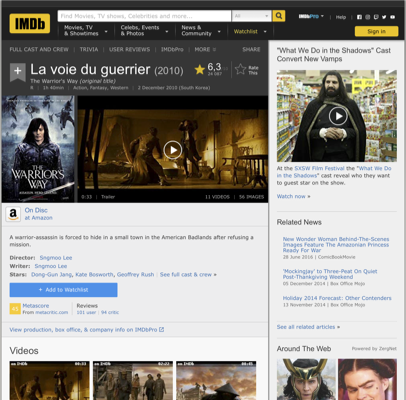 IMDb
Find Movies, TV shows, Celebrities and more...
All
IMDbPro
Help
Movies, TV & Showtimes
Celebs, Events & Photos
News & Community
Watchlist
Sign in
FULL CAST AND CREW | TRIVIA | USER REVIEWS | IMDbPro | MORE
SHARE
La voie du guerrier (2010)
The Warrior's Way (original title)
R | 1h 40min | Action, Fantasy, Western | 2 December 2010 (South Korea)
6,3
Rate This
THE WARRIOR'S WAY
0:33 | Trailer
11 VIDEOS | 56 IMAGES
On Disc
at Amazon
A warrior-assassin is forced to hide in a small town in the American Badlands after refusing a
mission.
Director: Sngmoo Lee
Writer: Sngmoo Lee
Stars: Dong-Gun Jang, Kate Bosworth, Geoffrey Rush | See full cast & crew »
+ Add to Watchlist
Metascore
From metacritic.com
Reviews
101 user | 94 critic
View production, box office, & company info on IMDbPro
Videos
"What We Do in the Shadows" Cast
Convert New Vamps
At the SXSW Film Festival the "What We Do
in the Shadows" cast reveal who they want
to guest star on the show.
Watch now »
Related News
New Wonder Woman Behind-The-Scenes
Images Feature The Amazonian Princess
Ready For War
28 June 2016 | ComicBookMovie
'Mockingjay' to Three-Peat On Quiet
Post-Thanksgiving Weekend
05 December 2014 | Box Office Mojo
Holiday 2014 Forecast: Other Contenders
13 November 2014 | Box Office Mojo
See all related articles »
Around The Web
Powered by ZergNet